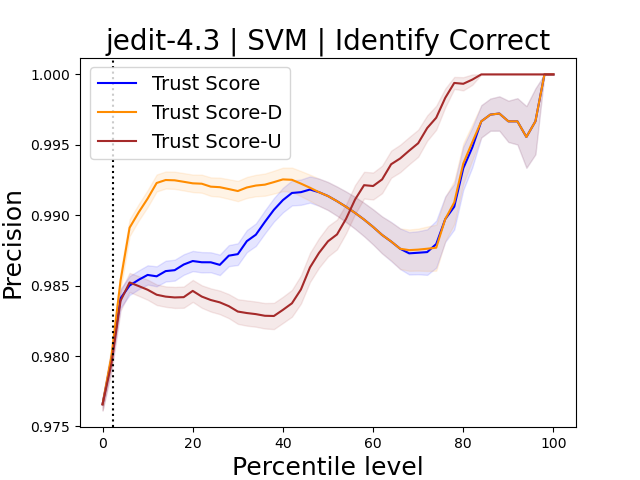 jedit-4.3 | SVM | Identify Correct
Trust Score
Trust Score-D
Trust Score-U
Precision
1.000
0.995
0.990
0.985
0.980
0.975
0 20 40 60 80 100
Percentile level